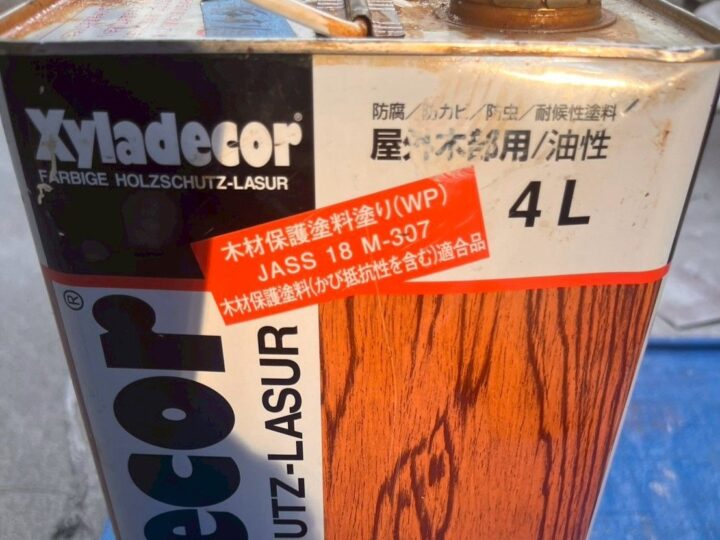 Xyladecor®
FARBIGE HOLZSCHUTZ-LASUR
防腐/防カビ/防虫/耐候性塗料
屋外木部用/油性
4L
木材保護塗料塗り(WP)
JASS 18 M-307
木材保護塗料(かび抵抗性を含む)適合品
ecor®
UTZ-LASUR